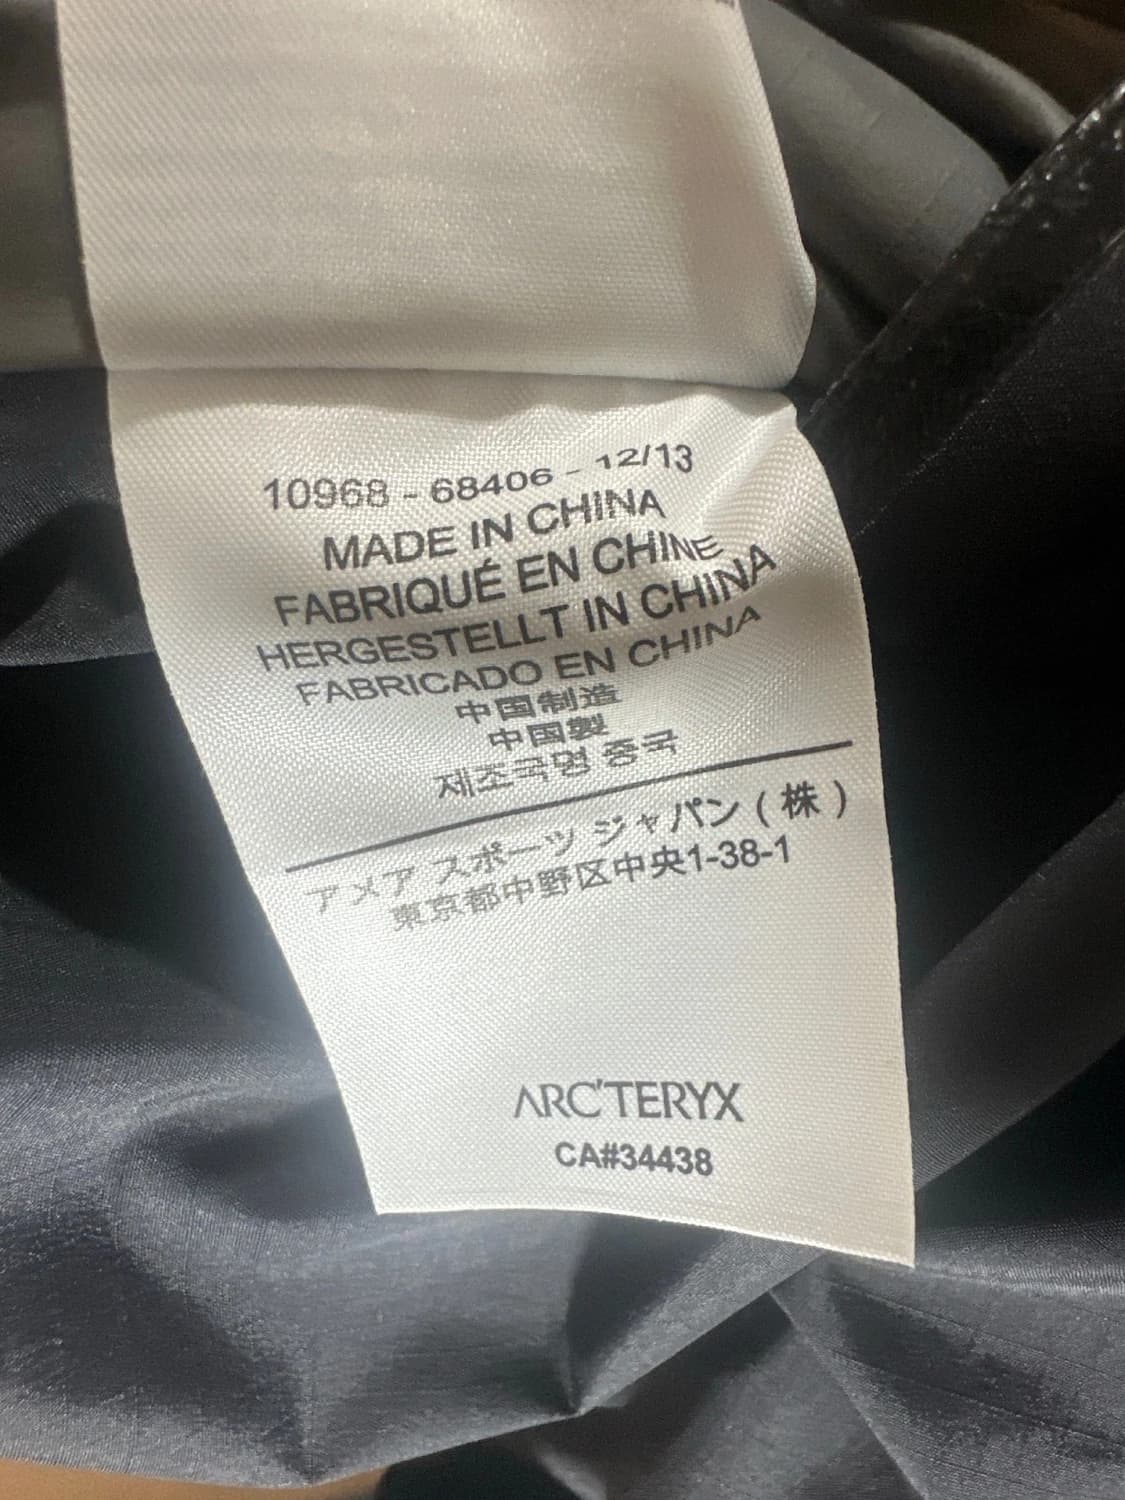 10968 - 68406 - 12/13
MADE IN CHINA
FABRIQUÉ EN CHINE
HERGESTELLT IN CHINA
FABRICADO EN CHINA
中国制造
中国製
제조국명 중국
アメア スポーツ ジャパン ( 株 )
東京都中野区中央1-38-1
ARC'TERYX
CA#34438